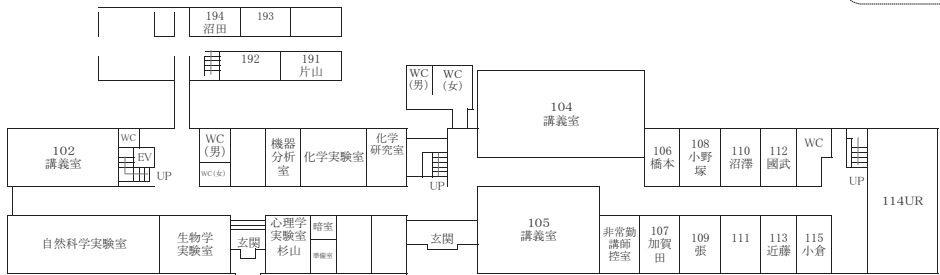 194
沼田
193
192
191
片山
WC
(男)
WC
(女)
104
講義室
102
講義室
WC
EV
UP
WC
(男)
WC(女)
機器
分析
室
化学実験室
化学
研究室
UP
106
橋本
108
小野
塚
110
沼澤
112
國武
WC
UP
114UR
自然科学実験室
生物学
実験室
玄関
心理学
実験室
杉山
暗室
準備室
玄関
105
講義室
非常勤
講師
控室
107
加賀
田
109
張
111
113
近藤
115
小倉